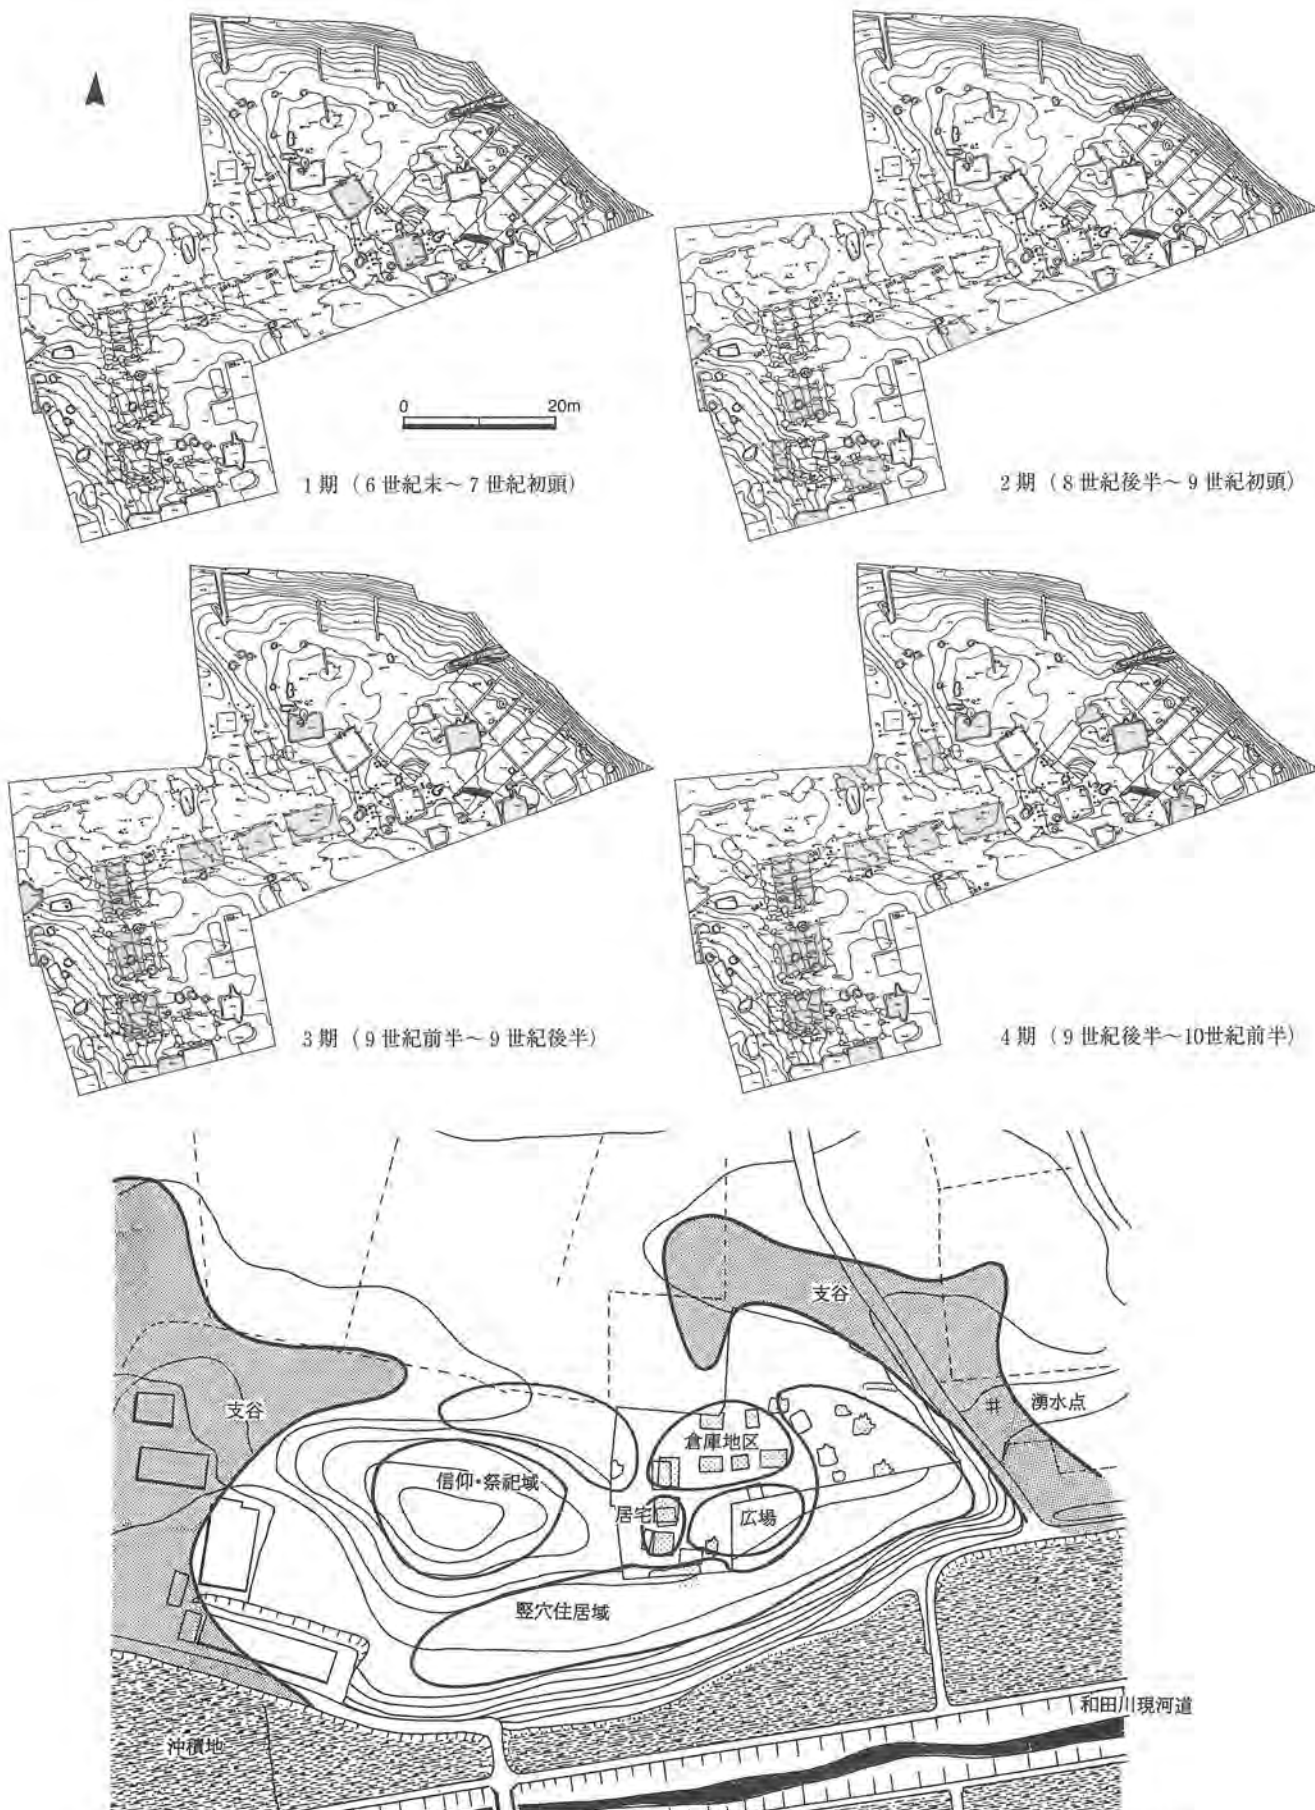 0 20m
1期（6世紀末～7世紀初頭）
2期（8世紀後半～9世紀初頭）
3期（9世紀前半～9世紀後半）
4期（9世紀後半～10世紀前半）
支谷
支谷
湧水点
倉庫地区
信仰・祭祀域
居宅
広場
竪穴住居域
和田川現河道
沖積地